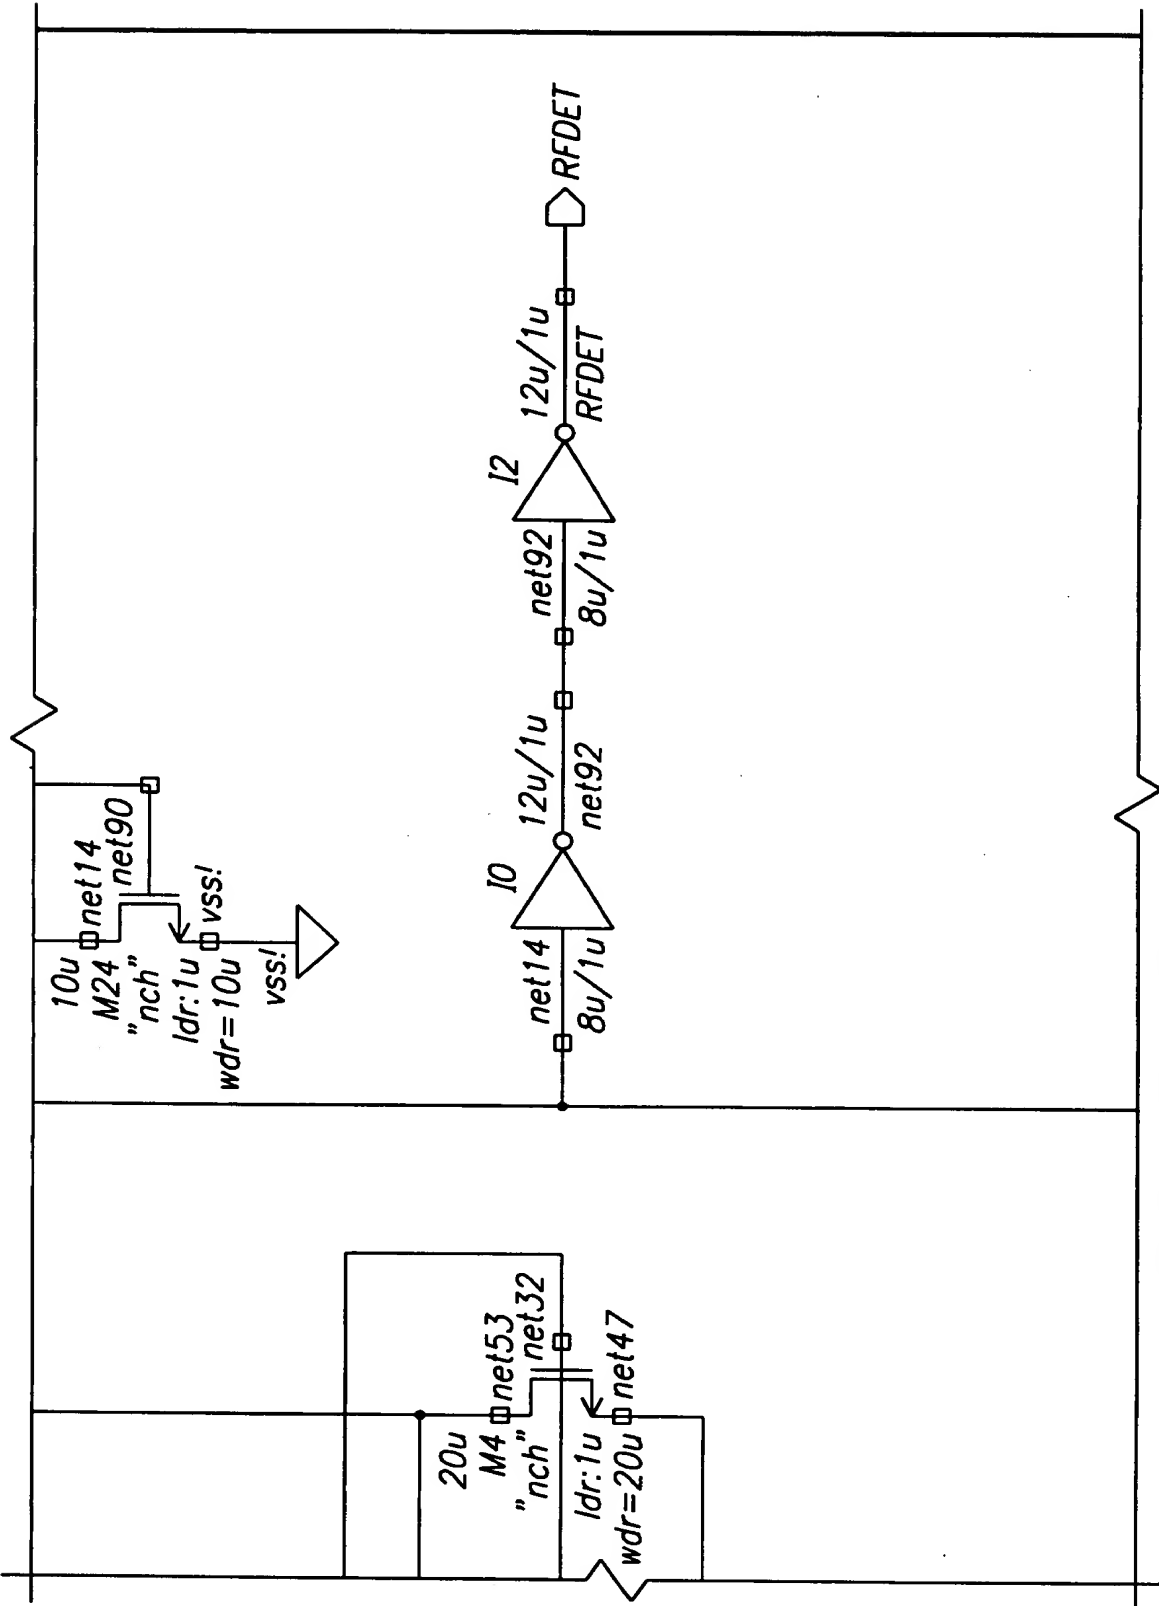 10u
M24
"nch"
ldr:1u
wdr=10u
net14
net90
vss!
vss!
20u
M4
"nch"
ldr:1u
wdr=20u
net53
net32
net47
net14
8u/1u
I0
12u/1u
net92
net92
8u/1u
I2
12u/1u
RFDET
RFDET